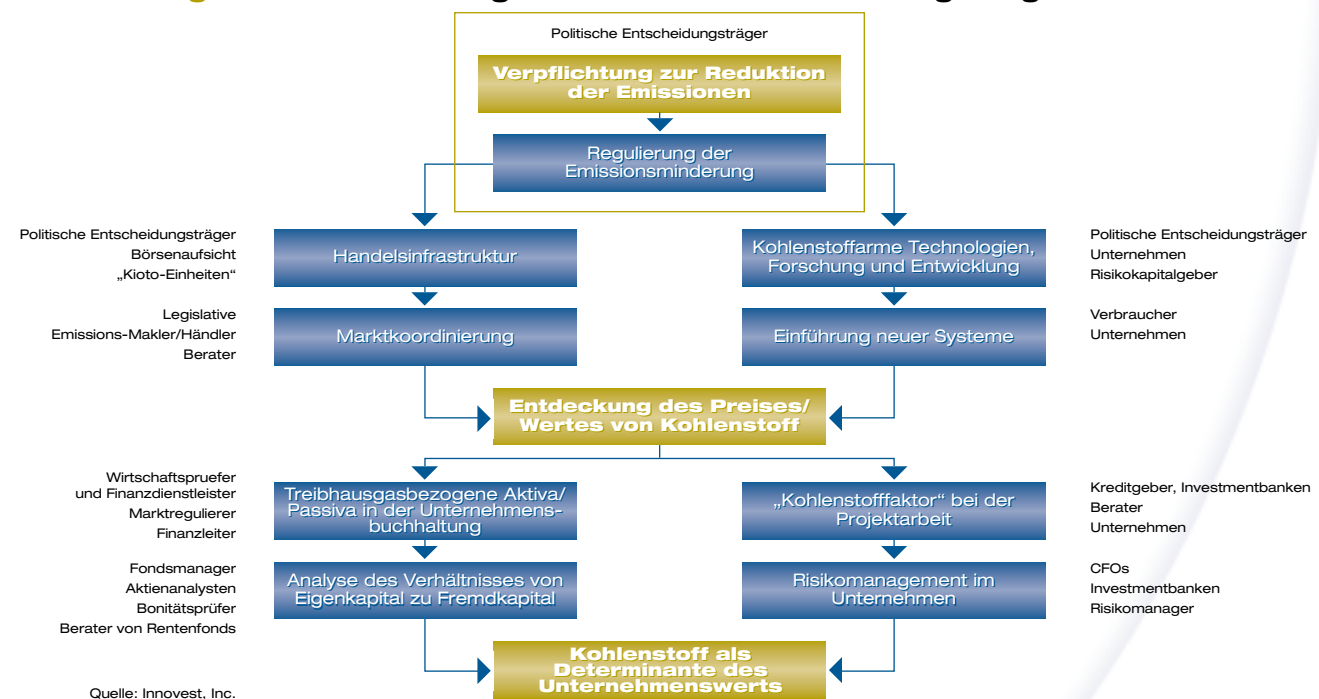 Politische Entscheidungsträger
Verpflichtung zur Reduktion
der Emissionen
Regulierung der
Emissionsminderung
Politische Entscheidungsträger
Börsenaufsicht
„Kioto-Einheiten“
Handelsinfrastruktur
Kohlenstoffarme Technologien,
Forschung und Entwicklung
Politische Entscheidungsträger
Unternehmen
Risikokapitalgeber
Legislative
Emissions-Makler/Händler
Berater
Marktkoordinierung
Einführung neuer Systeme
Verbraucher
Unternehmen
Entdeckung des Preises/
Wertes von Kohlenstoff
Wirtschaftspruefer
und Finanzdienstleister
Marktregulierer
Finanzleiter
Treibhausgasbezogene Aktiva/
Passiva in der Unternehmens-
buchhaltung
„Kohlenstofffaktor“ bei der
Projektarbeit
Kreditgeber, Investmentbanken
Berater
Unternehmen
Fondsmanager
Aktienanalysten
Bonitätsprüfer
Berater von Rentenfonds
Analyse des Verhältnisses von
Eigenkapital zu Fremdkapital
Risikomanagement im
Unternehmen
CFOs
Investmentbanken
Risikomanager
Kohlenstoff als
Determinante des
Unternehmenswerts
Quelle: Innovest, Inc.